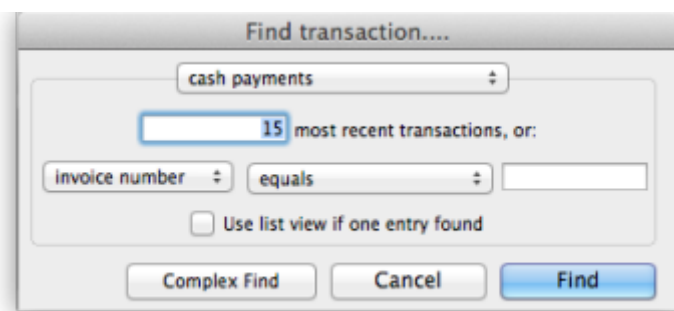 Find transaction....
cash payments
15 most recent transactions, or:
invoice number equals
Use list view if one entry found
Complex Find Cancel Find